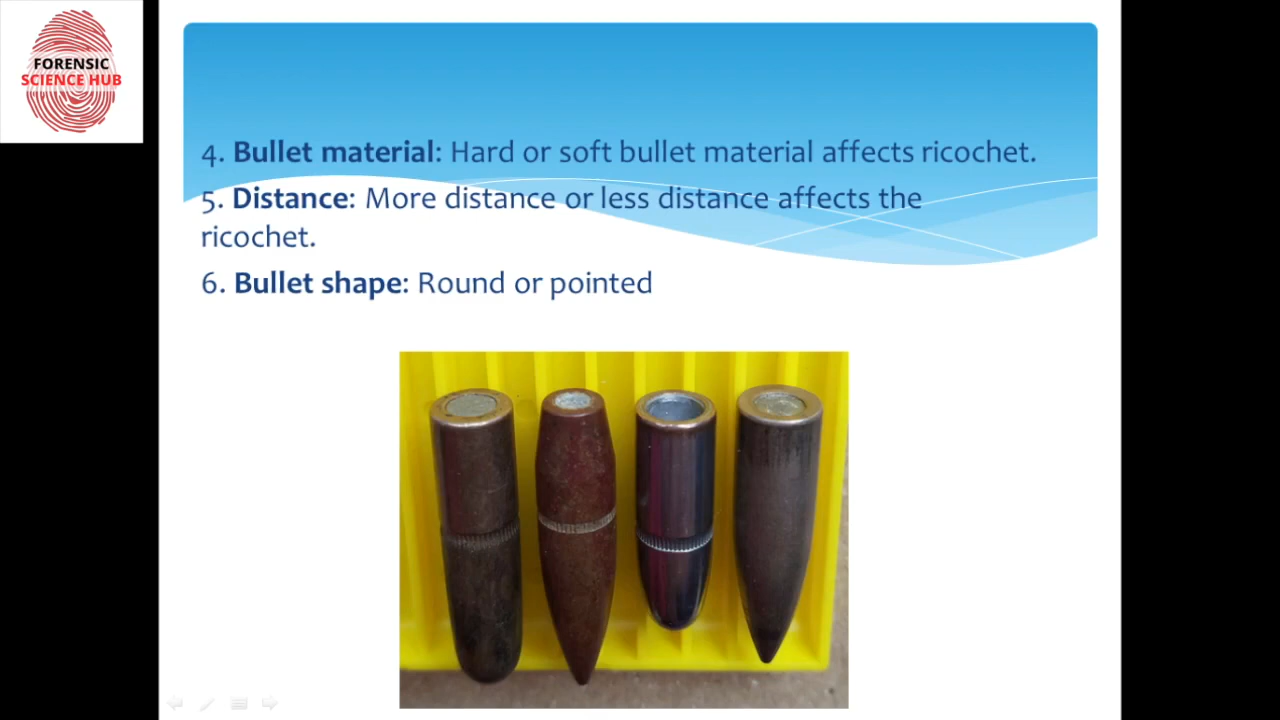 FORENSIC
SCIENCE HUB
4. Bullet material: Hard or soft bullet material affects ricochet.
5. Distance: More distance or less distance affects the
ricochet.
6. Bullet shape: Round or pointed